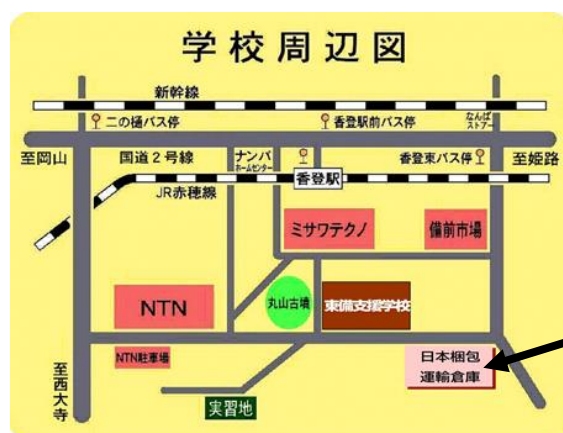 学校周辺図
新幹線
二の樋バス停
香登駅前バス停
なんば
ストアー
至岡山
国道2号線
ナンバ
ホームセンター
香登東バス停
至姫路
香登駅
JR赤穂線
ミサワテクノ
備前市場
NTN
丸山古墳
東備支援学校
NTN駐車場
日本梱包
運輸倉庫
至西大寺
実習地